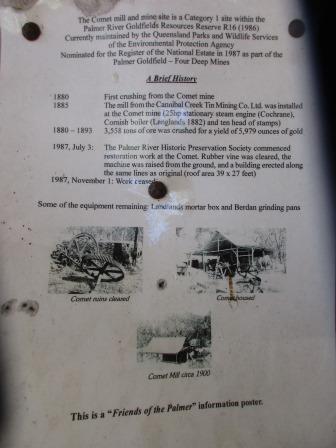 The Comet mill and mine site is a Category 1 site within the
Palmer River Goldfields Resources Reserve R16 (1986)
Currently maintained by the Queensland Parks and Wildlife Services
of the Environmental Protection Agency
Nominated for the Register of the National Estate in 1987 as part of the
Palmer Goldfield – Four Deep Mines
A Brief History
1880 First crushing from the Comet mine
1885 The mill from the Cannibal Creek Tin Mining Co. Ltd. was installed
at the Comet mine (25hp stationary steam engine (Cochrane),
Cornish boiler (Langlands 1882) and ten head of stamps)
1880 – 1893 3,558 tons of ore was crushed for a yield of 5,979 ounces of gold
1987, July 3: The Palmer River Historic Preservation Society commenced
restoration work at the Comet. Rubber vine was cleared, the
machine was raised from the ground, and a building erected along
the same lines as original (roof area 39 x 27 feet)
1987, November 1: Work ceased
Some of the equipment remaining: Langlands mortar box and Berdan grinding pans
Comet ruins cleared
Comet housed
Comet Mill circa 1900
This is a "Friends of the Palmer" information poster.